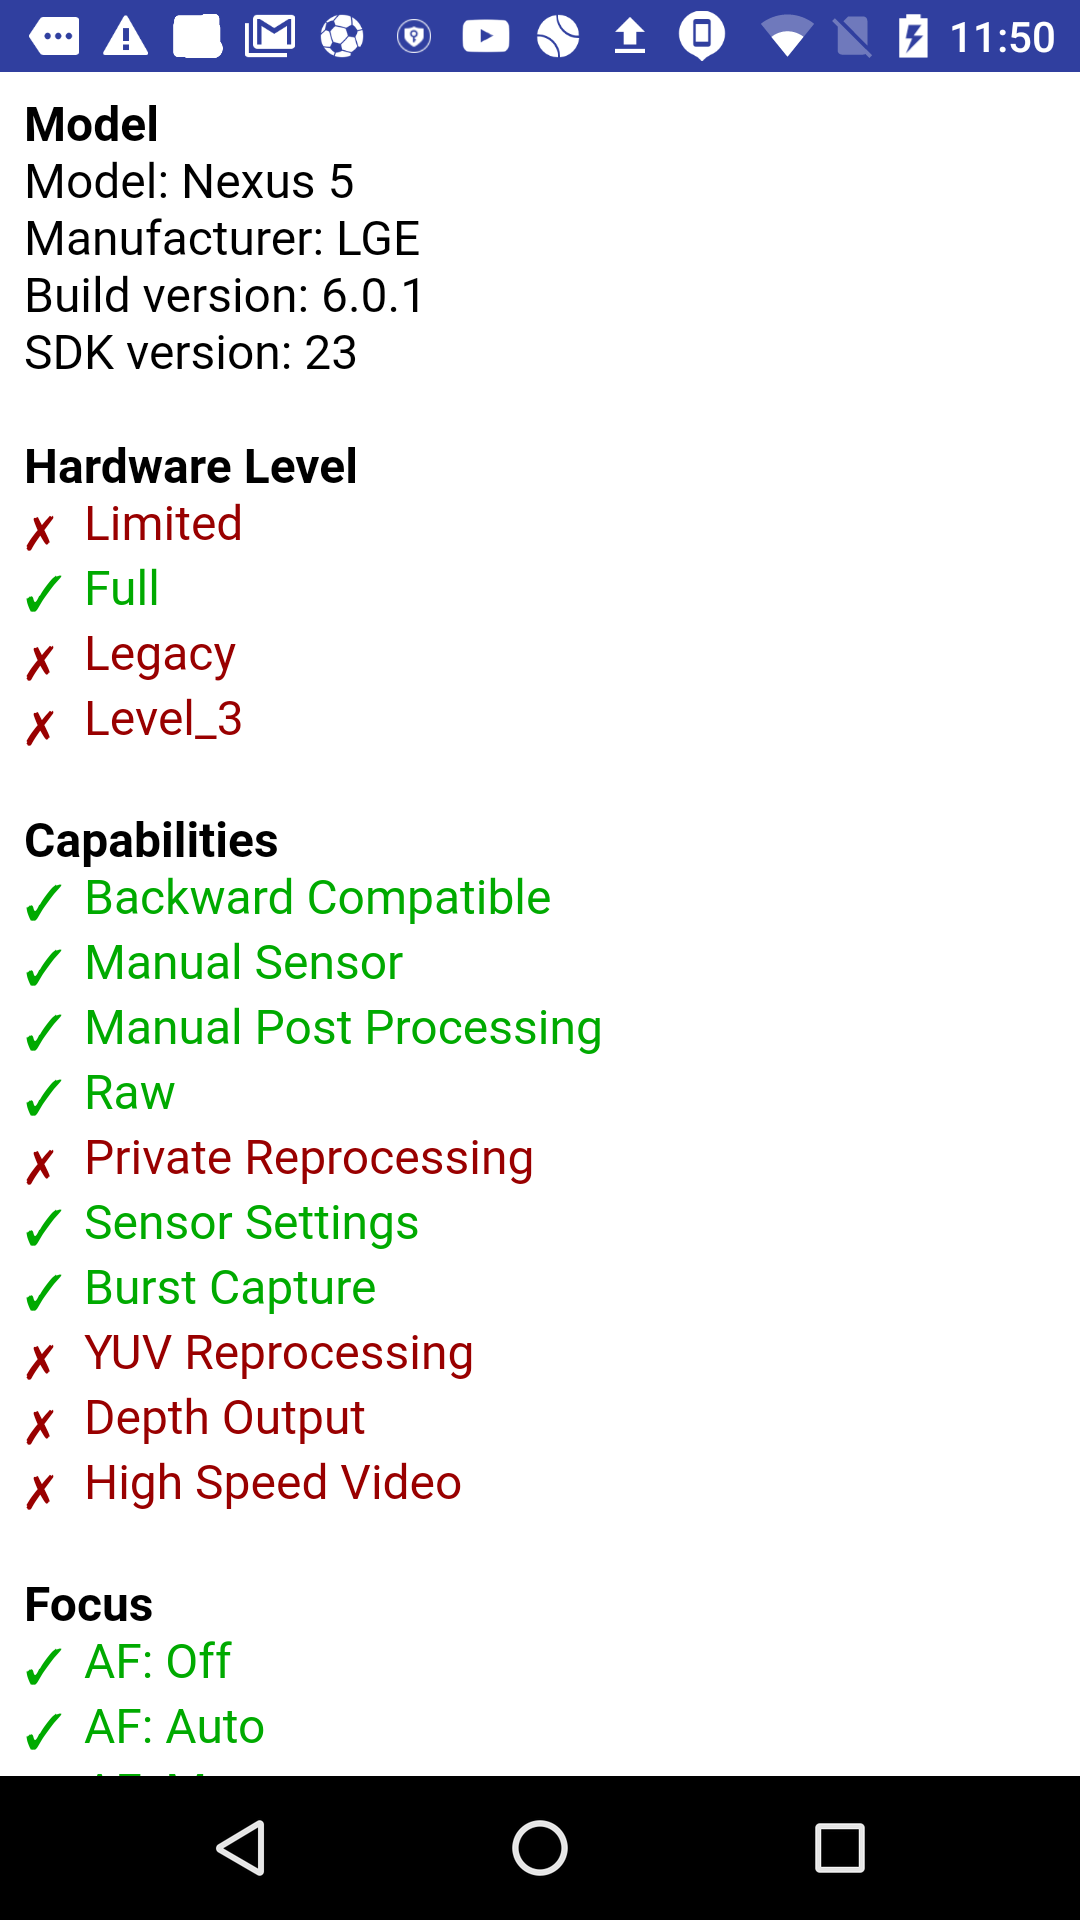 11:50
Model
Model: Nexus 5
Manufacturer: LGE
Build version: 6.0.1
SDK version: 23
Hardware Level
✗ Limited
✓ Full
✗ Legacy
✗ Level_3
Capabilities
✓ Backward Compatible
✓ Manual Sensor
✓ Manual Post Processing
✓ Raw
✗ Private Reprocessing
✓ Sensor Settings
✓ Burst Capture
✗ YUV Reprocessing
✗ Depth Output
✗ High Speed Video
Focus
✓ AF: Off
✓ AF: Auto